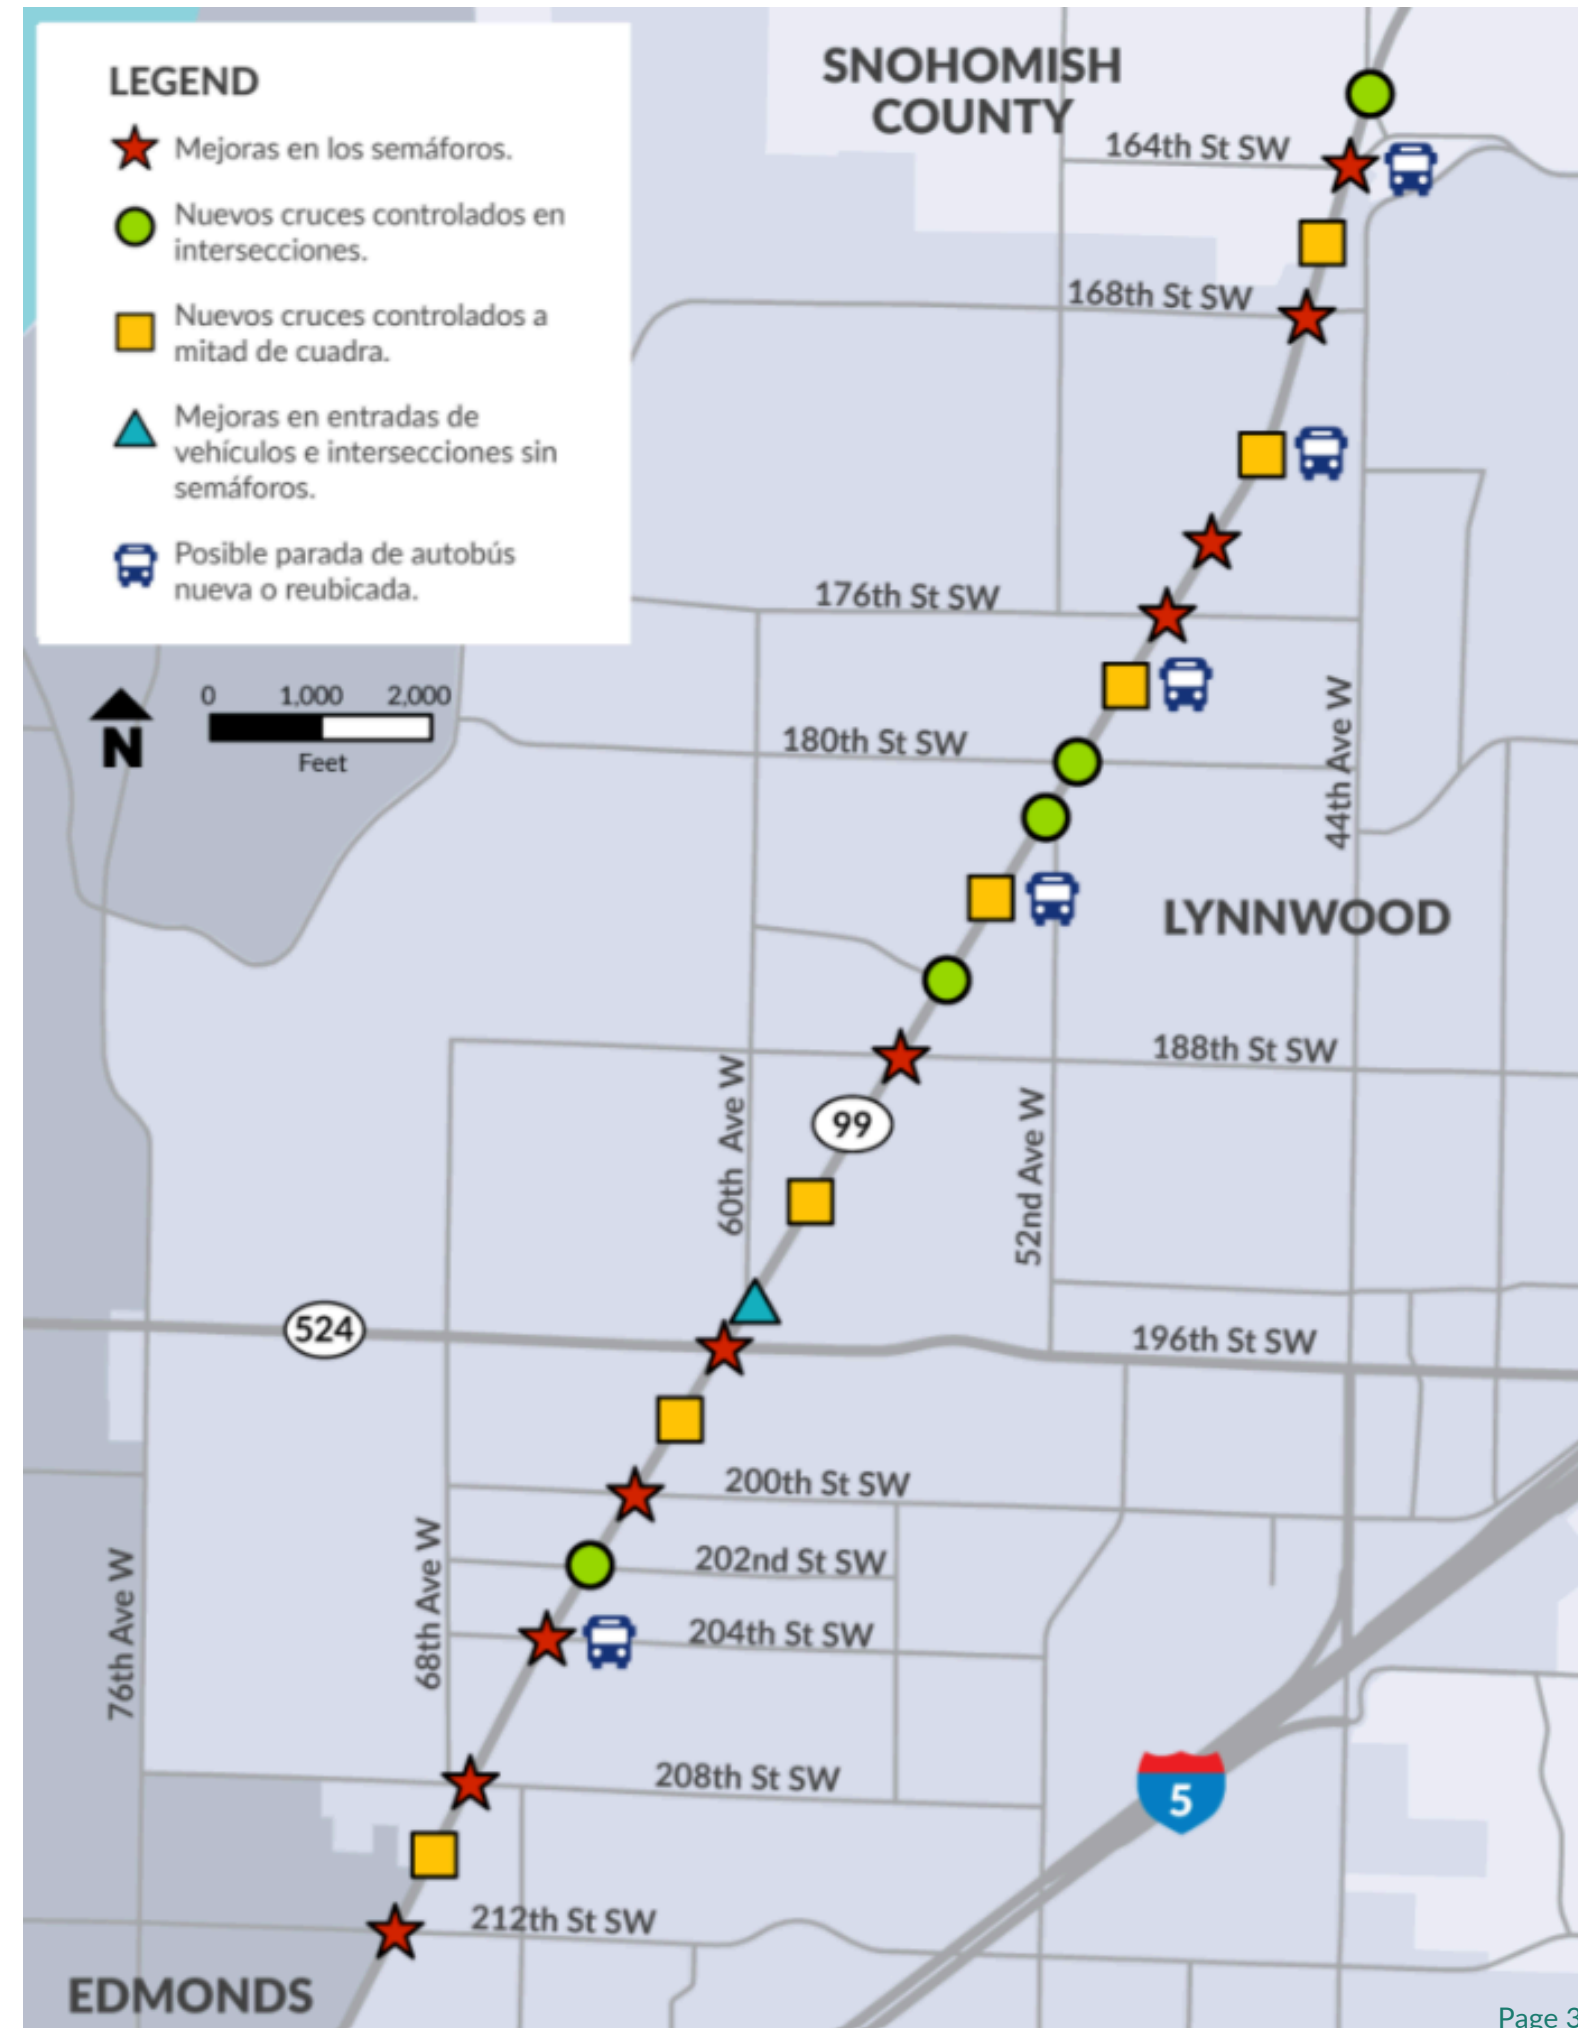 LEGEND
Mejoras en los semáforos.
Nuevos cruces controlados en
intersecciones.
Nuevos cruces controlados a
mitad de cuadra.
Mejoras en entradas de
vehículos e intersecciones sin
semáforos.
Posible parada de autobús
nueva o reubicada.
N
0 1,000 2,000
Feet
SNOHOMISH
COUNTY
164th St SW
168th St SW
176th St SW
180th St SW
44th Ave W
LYNNWOOD
188th St SW
60th Ave W
99
52nd Ave W
524
196th St SW
200th St SW
202nd St SW
68th Ave W
76th Ave W
204th St SW
208th St SW
5
212th St SW
EDMONDS
Page 3